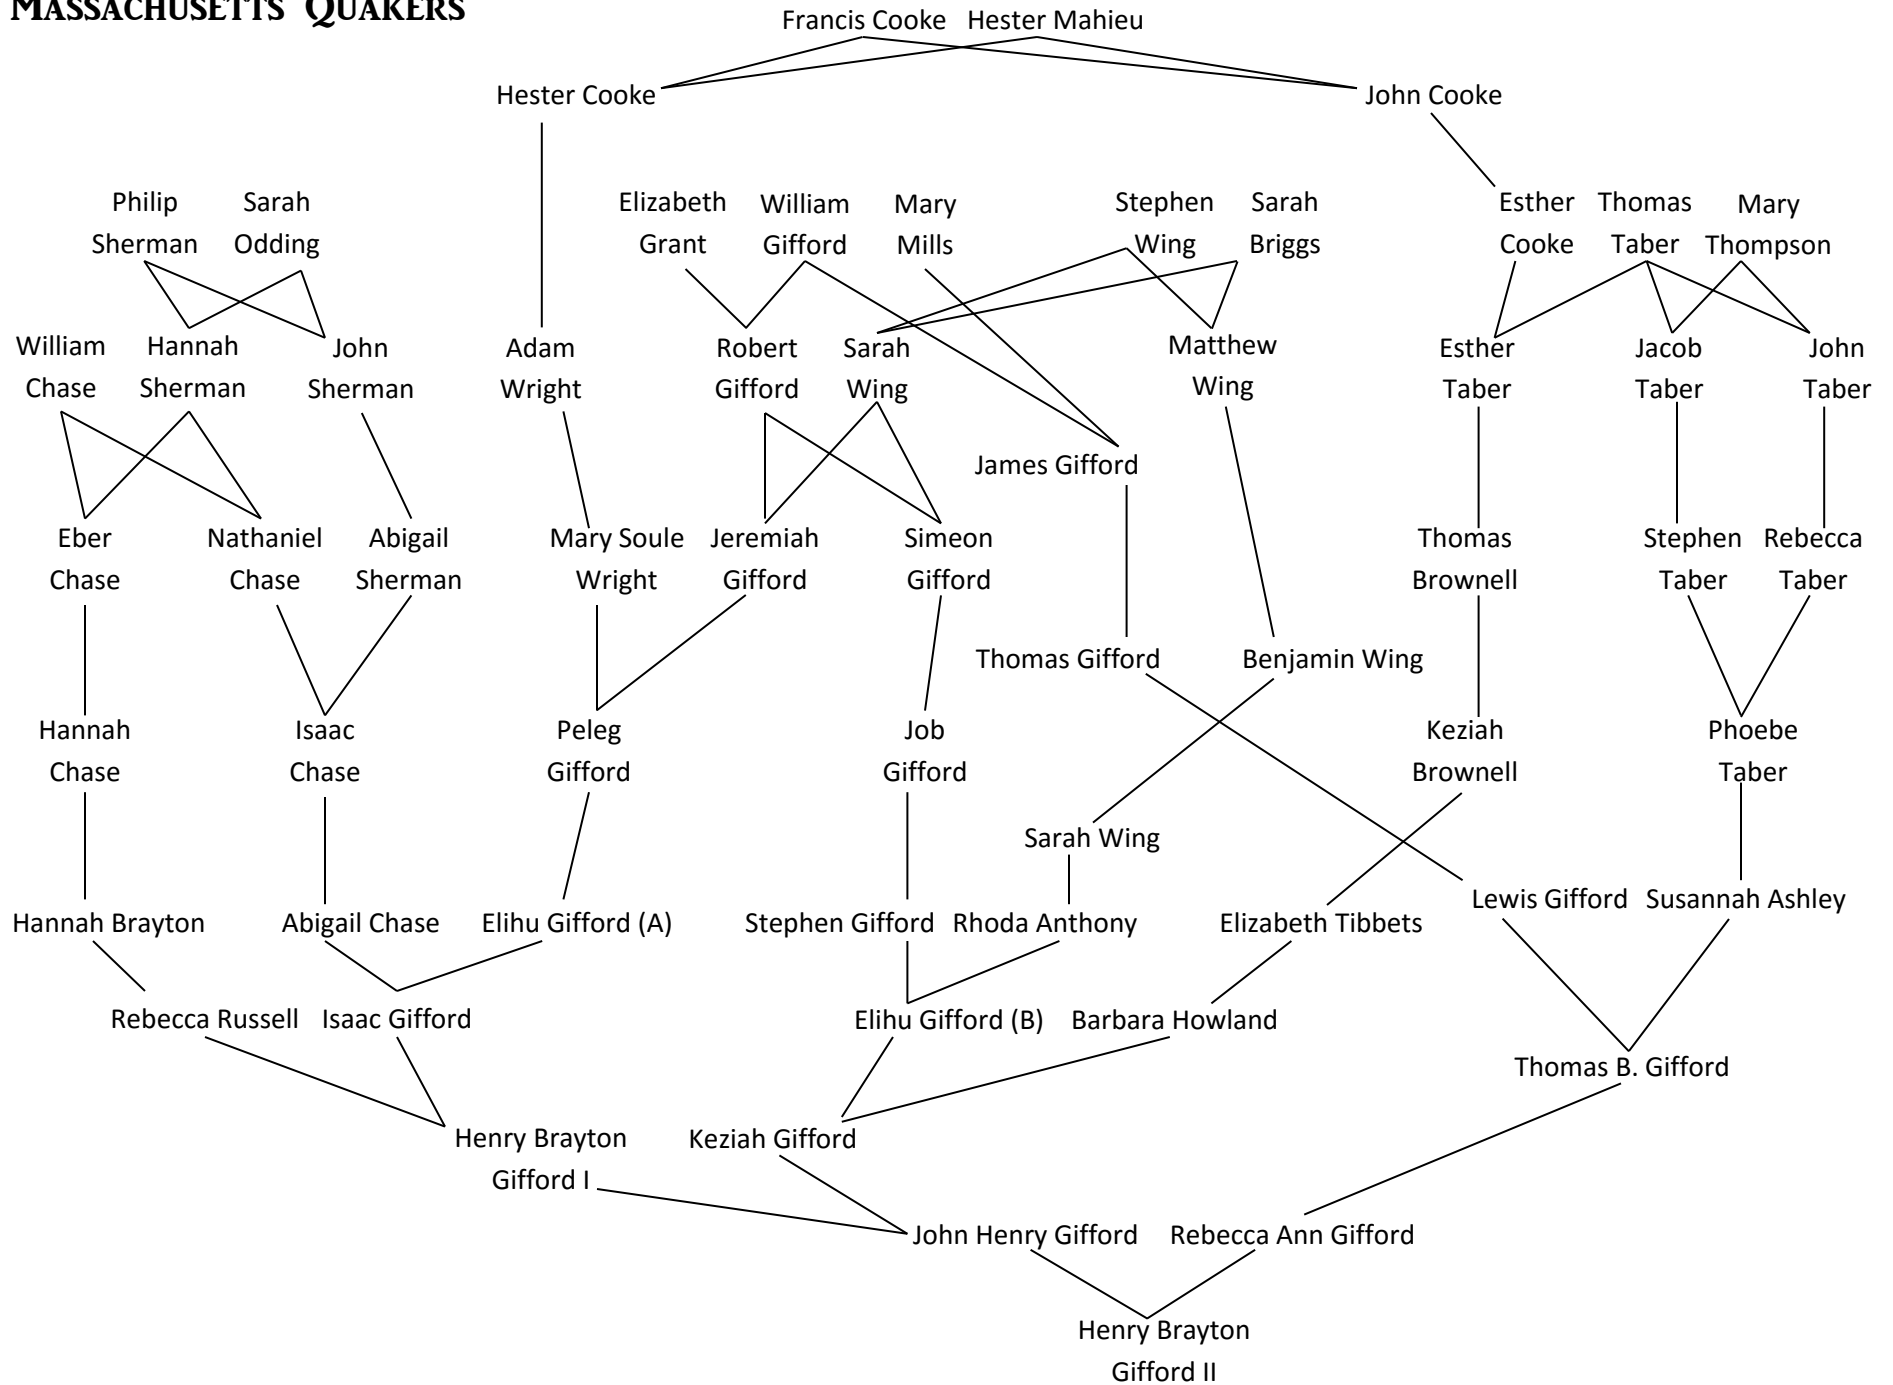 MASSACHUSETTS QUAKERS
Francis Cooke Hester Mahieu
Hester Cooke
John Cooke
Philip
Sherman
Sarah
Odding
Elizabeth
Grant
William
Gifford
Mary
Mills
Stephen
Wing
Sarah
Briggs
Esther
Cooke
Thomas
Taber
Mary
Thompson
William
Chase
Hannah
Sherman
John
Sherman
Adam
Wright
Robert
Gifford
Sarah
Wing
Matthew
Wing
Esther
Taber
Jacob
Taber
John
Taber
James Gifford
Eber
Chase
Nathaniel
Chase
Abigail
Sherman
Mary Soule
Wright
Jeremiah
Gifford
Simeon
Gifford
Thomas
Brownell
Stephen
Taber
Rebecca
Taber
Thomas Gifford
Benjamin Wing
Hannah
Chase
Isaac
Chase
Peleg
Gifford
Job
Gifford
Keziah
Brownell
Phoebe
Taber
Sarah Wing
Lewis Gifford
Susannah Ashley
Hannah Brayton
Abigail Chase
Elihu Gifford (A)
Stephen Gifford
Rhoda Anthony
Elizabeth Tibbets
Rebecca Russell
Isaac Gifford
Elihu Gifford (B)
Barbara Howland
Thomas B. Gifford
Henry Brayton
Gifford I
Keziah Gifford
John Henry Gifford
Rebecca Ann Gifford
Henry Brayton
Gifford II